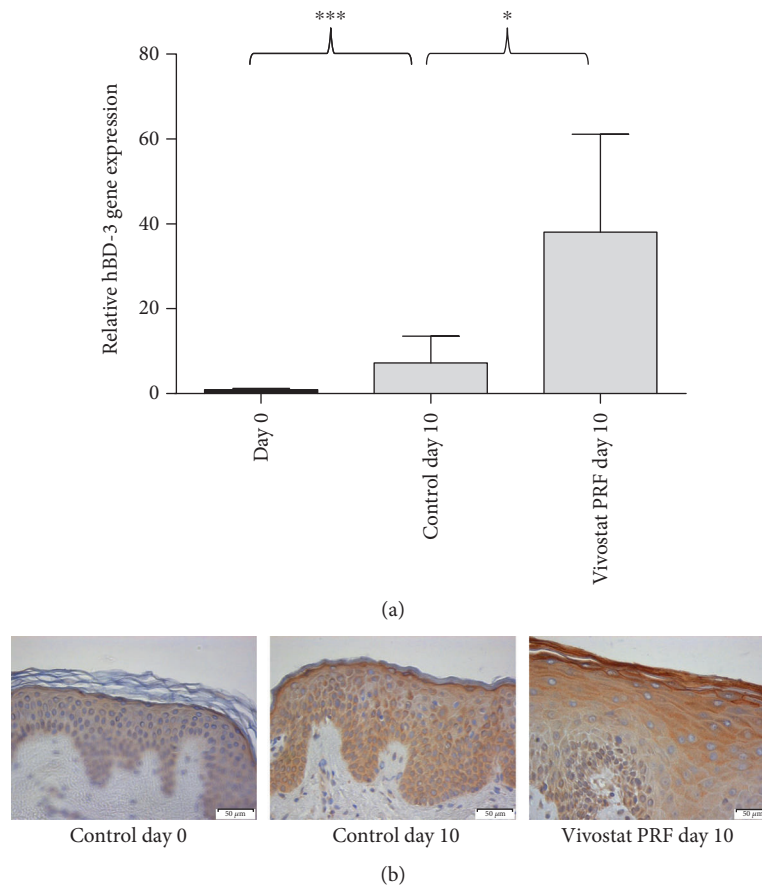 *** *
80
60
40
20
0
Relative hBD-3 gene expression
Day 0
Control day 10
Vivostat PRF day 10
(a)
50 µm 50 µm 50 µm
Control day 0 Control day 10 Vivostat PRF day 10
(b)